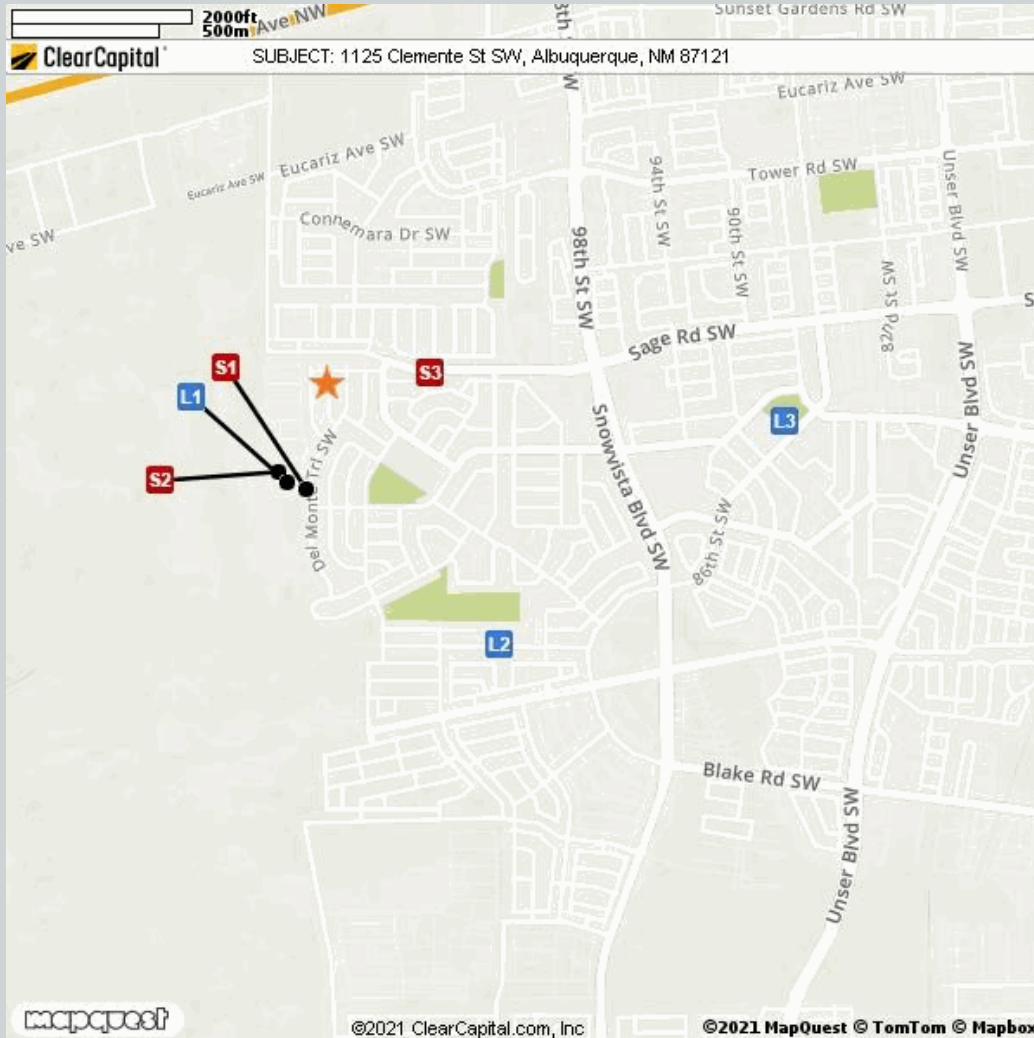 2000ft
500m
Ave NW
Sunset Gardens Rd SW
ClearCapital
SUBJECT: 1125 Clemente St SW, Albuquerque, NM 87121
Eucariz Ave SW
Eucariz Ave SW
Eucariz Ave SW
Tower Rd SW
94th St SW
90th St SW
Unser Blvd SW
Connemara Dr SW
ve SW
98th St SW
82nd St SW
Sage Rd SW
S
S1
S3
L1
L3
Del Monte Trl SW
Snowvista Blvd SW
Unser Blvd SW
S2
86th St SW
L2
Blake Rd SW
Unser Blvd SW
mapquest
©2021 ClearCapital.com, Inc
©2021 MapQuest © TomTom © Mapbox